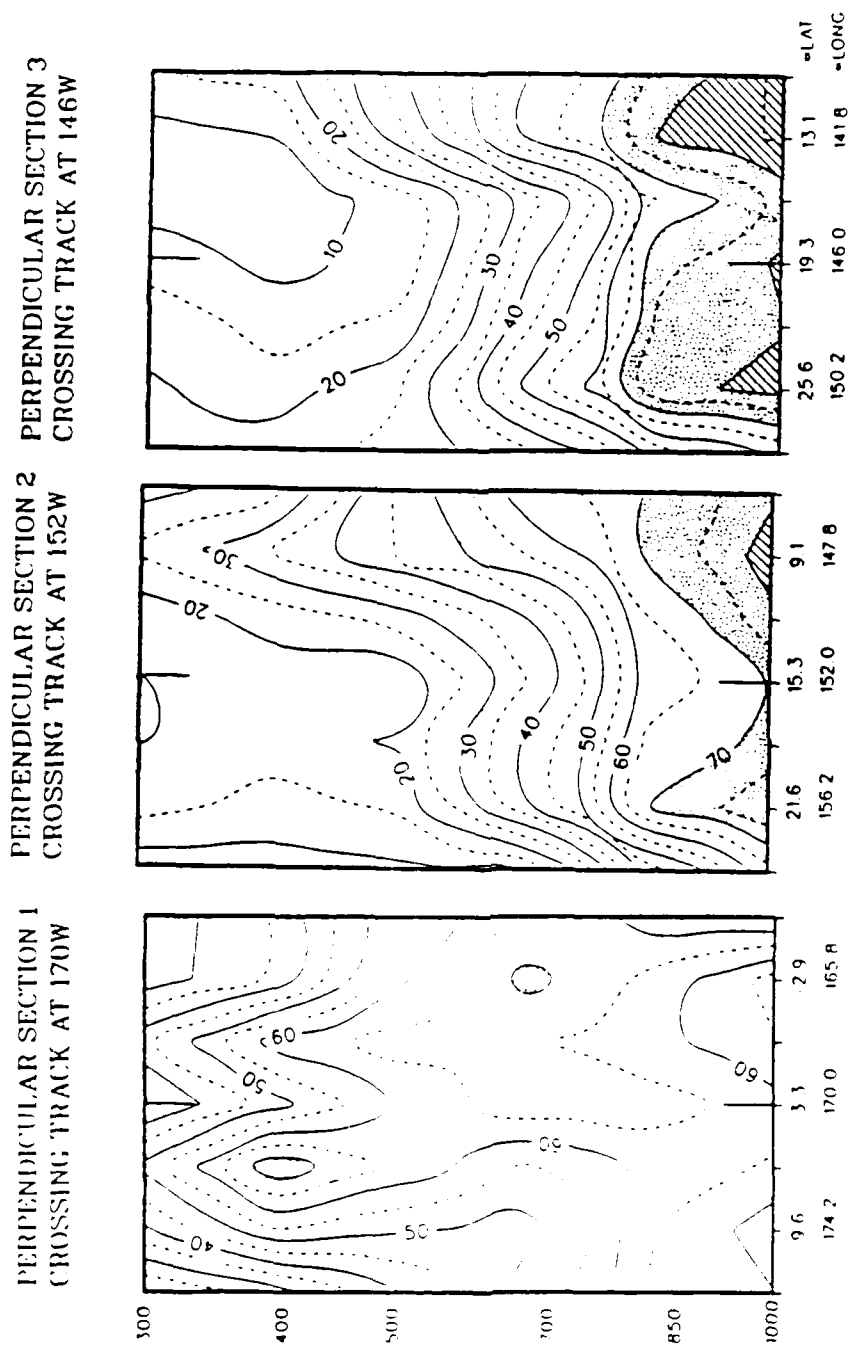 PERPENDICULAR SECTION 1
CROSSING TRACK AT 170W
300
400
500
700
850
1000
40
50
50
60
60
9.6 3.3 2.9
174.2 170.0 165.8
PERPENDICULAR SECTION 2
CROSSING TRACK AT 152W
20
30
20
30
40
50
60
70
21.6 15.3 9.1
156.2 152.0 147.8
PERPENDICULAR SECTION 3
CROSSING TRACK AT 146W
20
10
20
30
40
50
25.6 19.3 13.1 =LAT
150.2 146.0 141.8 =LONG